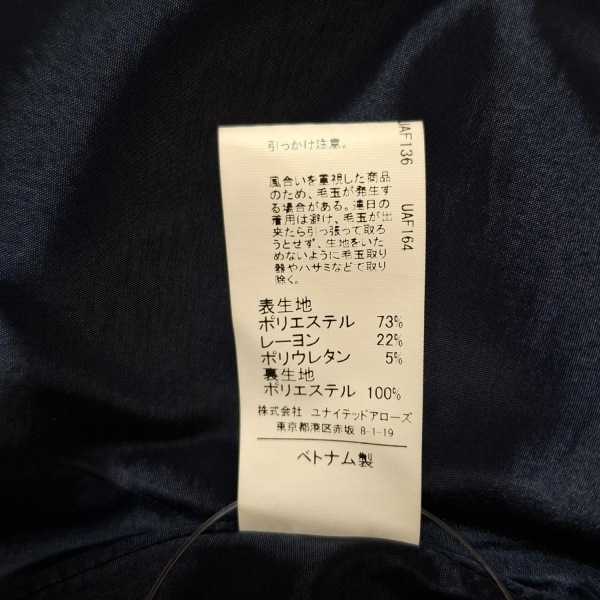 引っかけ注意。
風合いを重視した商品
のため、毛玉が発生す
る場合がある。連日の
着用は避け、毛玉が出
来たら引っ張って取ろ
うとせず、生地をいた
めないように毛玉取り
器やハサミなどで取り
除く。
表生地
ポリエステル 73%
レーヨン 22%
ポリウレタン 5%
裏生地
ポリエステル 100%
株式会社 ユナイテッドアローズ
東京都港区赤坂 8-1-19
ベトナム製
UAF136 UAF164